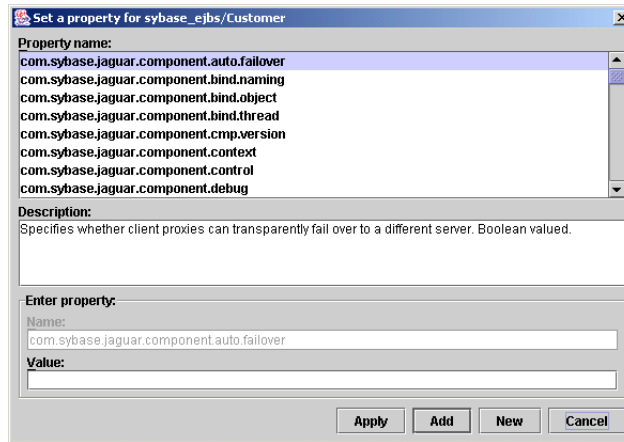 Set a property for sybase_ejbs/Customer
Property name:
com.sybase.jaguar.component.auto.failover
com.sybase.jaguar.component.bind.naming
com.sybase.jaguar.component.bind.object
com.sybase.jaguar.component.bind.thread
com.sybase.jaguar.component.cmp.version
com.sybase.jaguar.component.context
com.sybase.jaguar.component.control
com.sybase.jaguar.component.debug
Description:
Specifies whether client proxies can transparently fail over to a different server. Boolean valued.
Enter property:
Name:
com.sybase.jaguar.component.auto.failover
Value:
Apply Add New Cancel